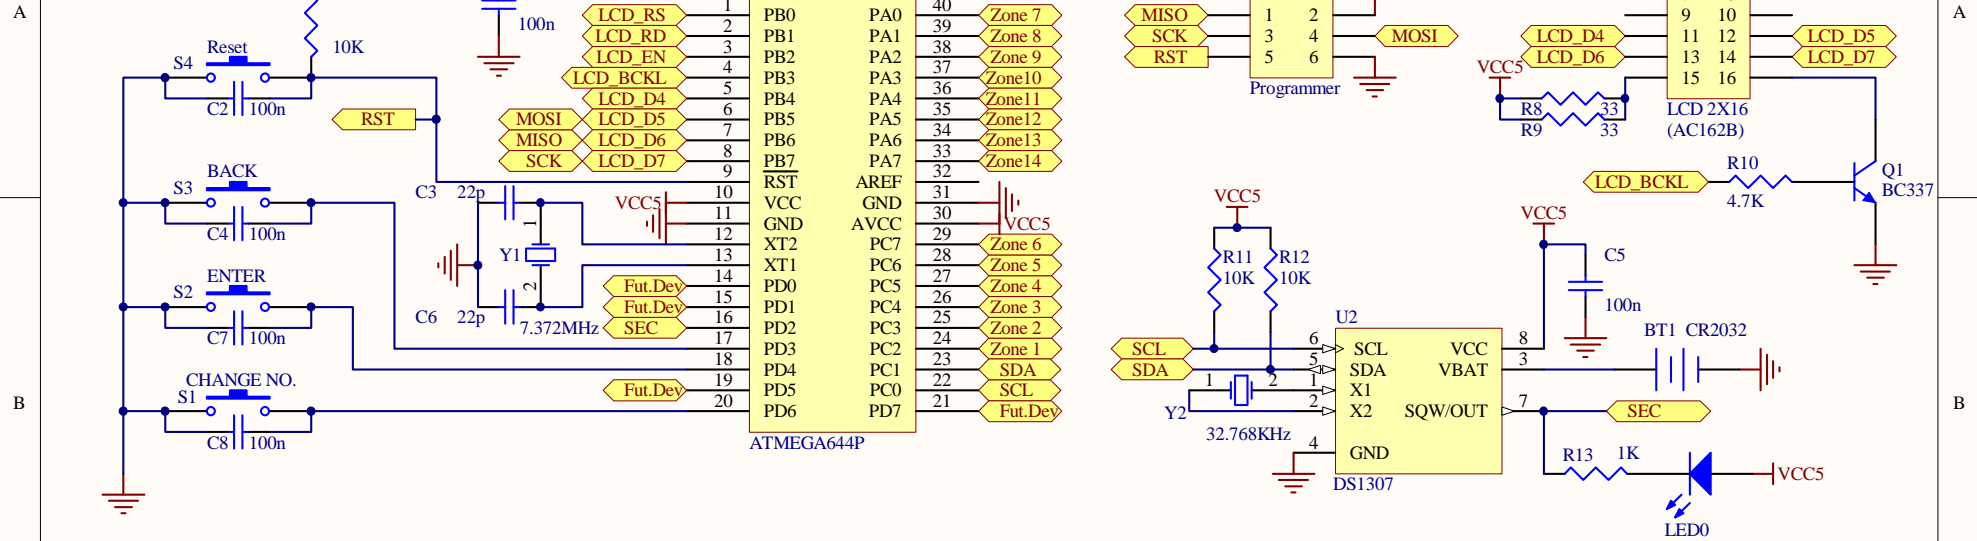 A
Reset
S4
10K
C2
100n
RST
100n
BACK
S3
C4
100n
ENTER
S2
C7
100n
CHANGE NO.
S1
C8
100n
B
C3
22p
Y1
1
2
C6
22p
7.372MHz
LCD_RS 1 PB0 PA0 40 Zone 7
LCD_RD 2 PB1 PA1 39 Zone 8
LCD_EN 3 PB2 PA2 38 Zone 9
LCD_BCKL 4 PB3 PA3 37 Zone10
LCD_D4 5 PB4 PA4 36 Zone11
MOSI LCD_D5 6 PB5 PA5 35 Zone12
MISO LCD_D6 7 PB6 PA6 34 Zone13
SCK LCD_D7 8 PB7 PA7 33 Zone14
9 RST AREF 32
VCC5 10 VCC GND 31
11 GND AVCC 30 VCC5
12 XT2 PC7 29 Zone 6
13 XT1 PC6 28 Zone 5
Fut.Dev 14 PD0 PC5 27 Zone 4
Fut.Dev 15 PD1 PC4 26 Zone 3
SEC 16 PD2 PC3 25 Zone 2
17 PD3 PC2 24 Zone 1
18 PD4 PC1 23 SDA
Fut.Dev 19 PD5 PC0 22 SCL
20 PD6 PD7 21 Fut.Dev
ATMEGA644P
MISO 1 2
SCK 3 4 MOSI
RST 5 6
Programmer
9 10
LCD_D4 11 12 LCD_D5
LCD_D6 13 14 LCD_D7
VCC5 15 16
R8 33
R9 33
LCD 2X16
(AC162B)
LCD_BCKL
R10
4.7K
Q1
BC337
VCC5
R11
10K
R12
10K
VCC5
C5
100n
U2
SCL 6 SCL VCC 8
SDA 5 SDA VBAT 3
1 2 1 X1
Y2 2 X2 SQW/OUT 7 SEC
32.768KHz
4 GND
DS1307
BT1 CR2032
R13 1K
VCC5
LED0
A
B